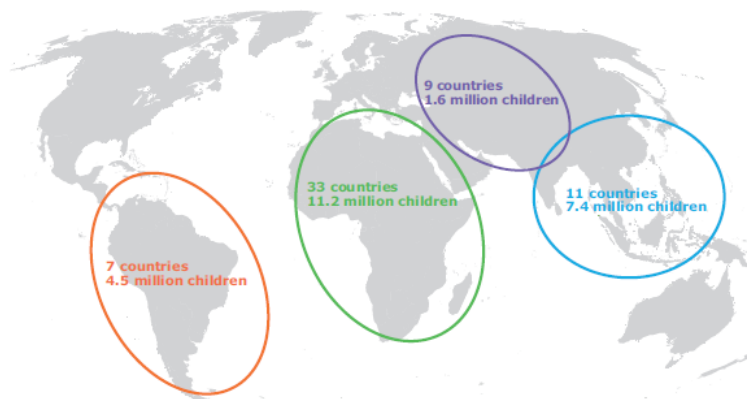 9 countries
1.6 million children
33 countries
11.2 million children
11 countries
7.4 million children
7 countries
4.5 million children